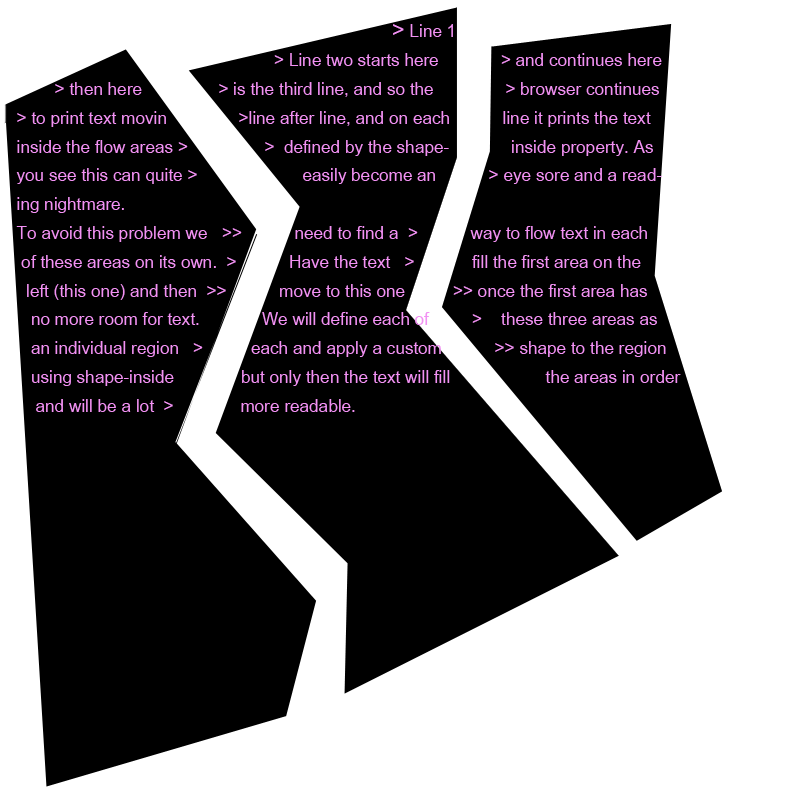 > Line 1
> Line two starts here > and continues here
> then here > is the third line, and so the > browser continues
> to print text movin >line after line, and on each line it prints the text
inside the flow areas > > defined by the shape- inside property. As
you see this can quite > easily become an > eye sore and a read-
ing nightmare.
To avoid this problem we >> need to find a > way to flow text in each
of these areas on its own. > Have the text > fill the first area on the
left (this one) and then >> move to this one >> once the first area has
no more room for text. We will define each of > these three areas as
an individual region > each and apply a custom >> shape to the region
using shape-inside but only then the text will fill the areas in order
and will be a lot > more readable.